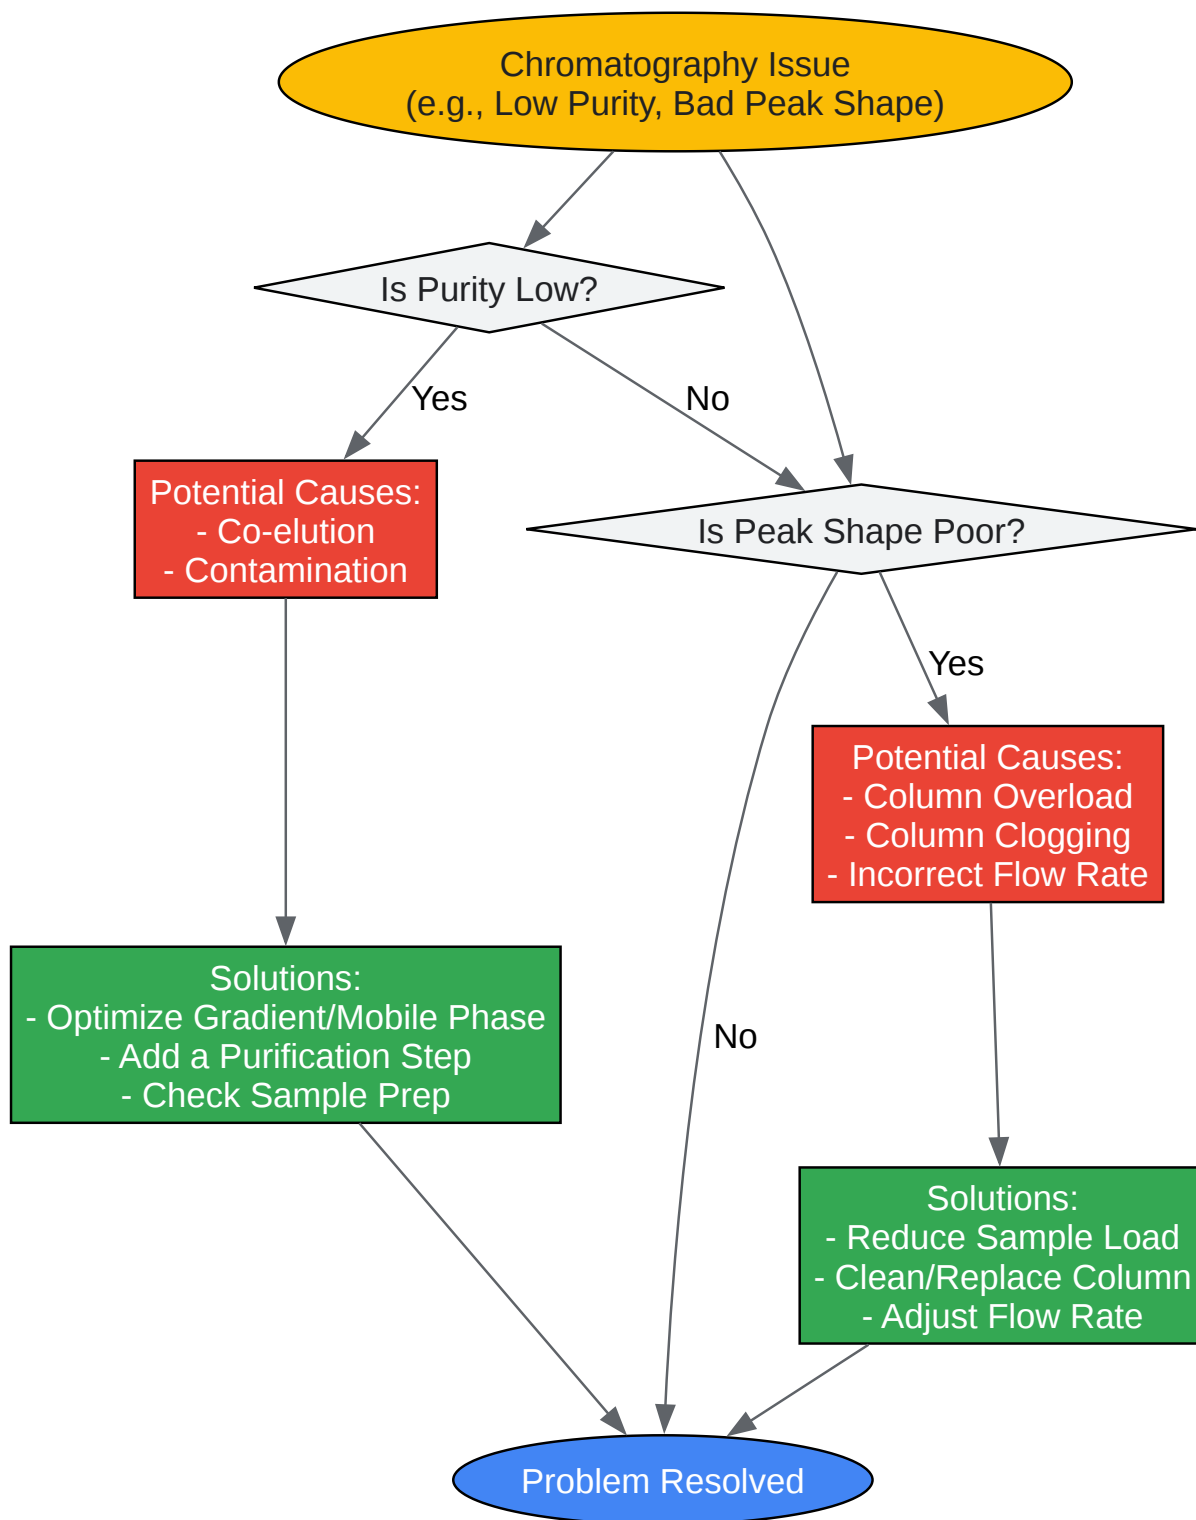 Chromatography Issue
(e.g., Low Purity, Bad Peak Shape)
Is Purity Low?
Yes
No
Potential Causes:
- Co-elution
- Contamination
Is Peak Shape Poor?
Yes
Potential Causes:
- Column Overload
- Column Clogging
- Incorrect Flow Rate
Solutions:
- Optimize Gradient/Mobile Phase
- Add a Purification Step
- Check Sample Prep
No
Solutions:
- Reduce Sample Load
- Clean/Replace Column
- Adjust Flow Rate
Problem Resolved